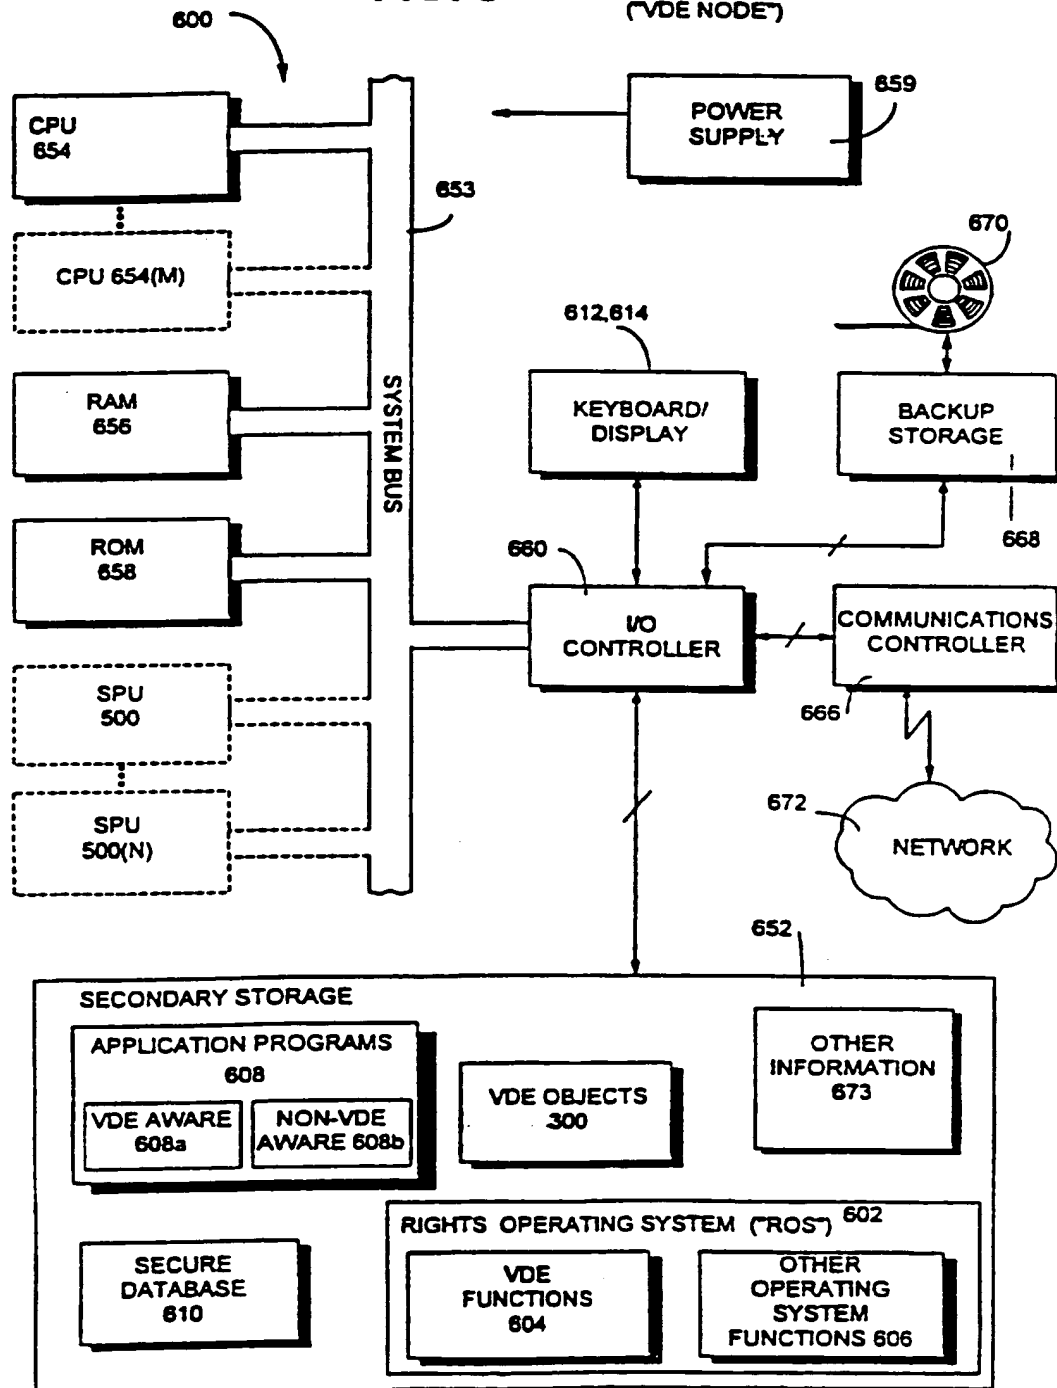 ("VDE NODE")
600
CPU
654
POWER
SUPPLY
659
653
CPU 654(M)
670
612,614
RAM
656
SYSTEM BUS
KEYBOARD/
DISPLAY
BACKUP
STORAGE
668
ROM
658
660
I/O
CONTROLLER
COMMUNICATIONS
CONTROLLER
666
SPU
500
SPU
500(N)
672
NETWORK
652
SECONDARY STORAGE
APPLICATION PROGRAMS
608
VDE AWARE
608a
NON-VDE
AWARE 608b
VDE OBJECTS
300
OTHER
INFORMATION
673
SECURE
DATABASE
610
RIGHTS OPERATING SYSTEM ("ROS") 602
VDE
FUNCTIONS
604
OTHER
OPERATING
SYSTEM
FUNCTIONS 606